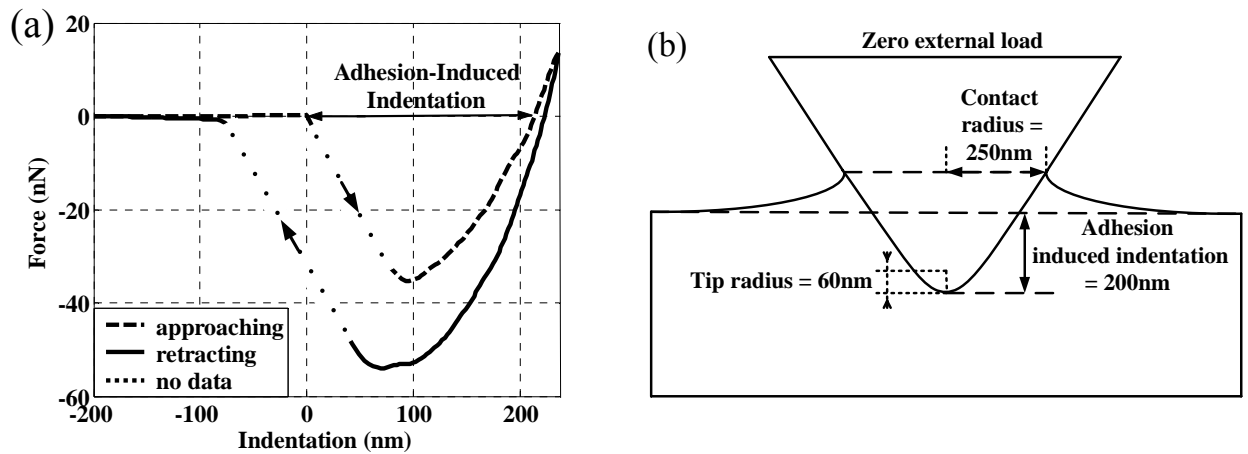 (a)
20
0
-20
-40
-60
Force (nN)
Adhesion-Induced
Indentation
approaching
retracting
no data
-200
-100
0
100
200
Indentation (nm)
(b)
Zero external load
Contact
radius =
250nm
Tip radius = 60nm
Adhesion
induced indentation
= 200nm